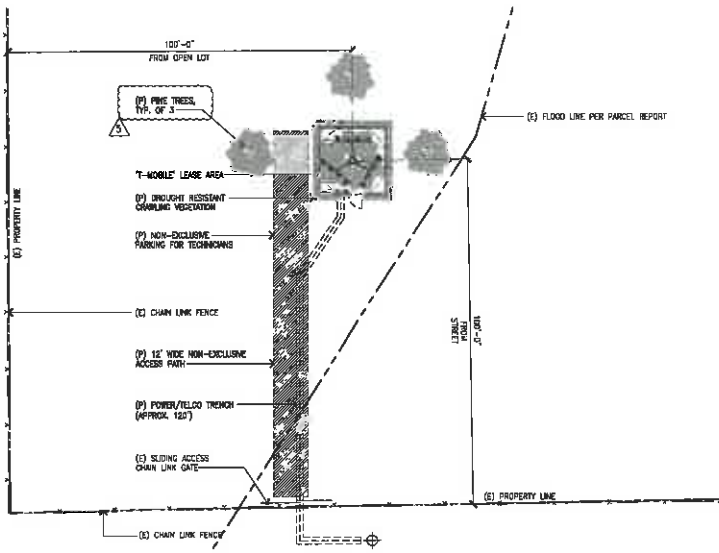 100'-0"
FROM OPEN LOT
(P) PINE TREES,
TYP. OF 3
5
(E) FLOOD LINE PER PARCEL REPORT
"T-MOBILE" LEASE AREA
(P) DROUGHT RESISTANT
CRAWLING VEGETATION
(P) NON-EXCLUSIVE
PARKING FOR TECHNICIANS
(E) PROPERTY LINE
(E) CHAIN LINK FENCE
100'-0"
FROM
STREET
(P) 12' WIDE NON-EXCLUSIVE
ACCESS PATH
(P) POWER/TELCO TRENCH
(APPROX. 120')
(E) SLIDING ACCESS
CHAIN LINK GATE
(E) PROPERTY LINE
(E) CHAIN LINK FENCE